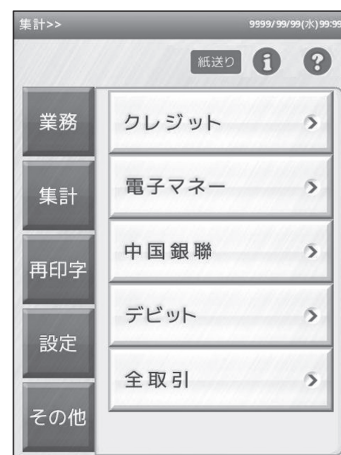 集計>>
9999/99/99(水)99:99
紙送り
i
?
業務
集計
再印字
設定
その他
クレジット
電子マネー
中国銀聯
デビット
全取引